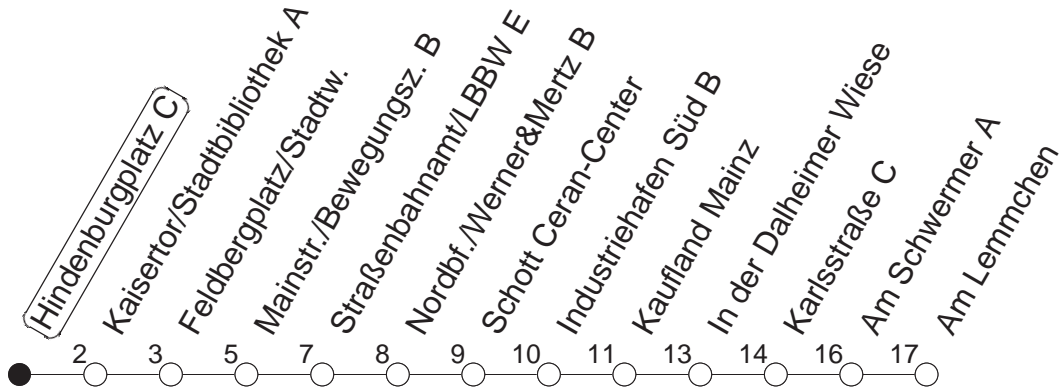 Hindenburgplatz C
Kaisertor/Stadtbibliothek A
Feldbergplatz/Stadtw.
Mainstr./Bewegungsz. B
Straßenbahnamt/LBBW E
Nordbf./Werner&Mertz B
Schott Ceran-Center
Industriehafen Süd B
Kaufland Mainz
In der Dalheimer Wiese
Karlsstraße C
Am Schwermer A
Am Lemmchen
2 3 5 7 8 9 10 11 13 14 16 17